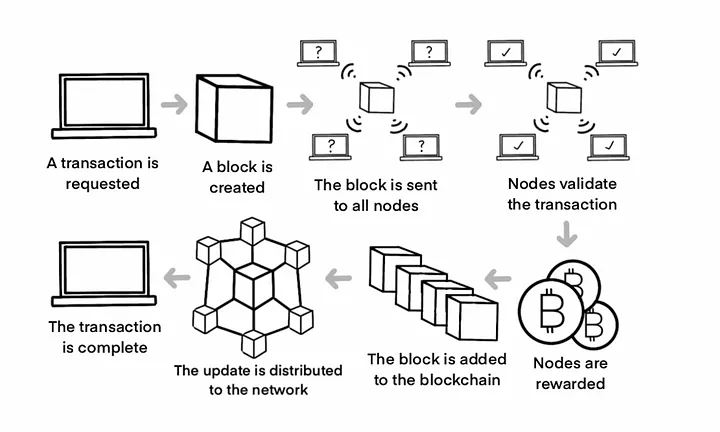 A transaction is
requested
A block is
created
The block is sent
to all nodes
?
?
?
?
Nodes validate
the transaction
Nodes are
rewarded
The block is added
to the blockchain
The update is distributed
to the network
The transaction
is complete